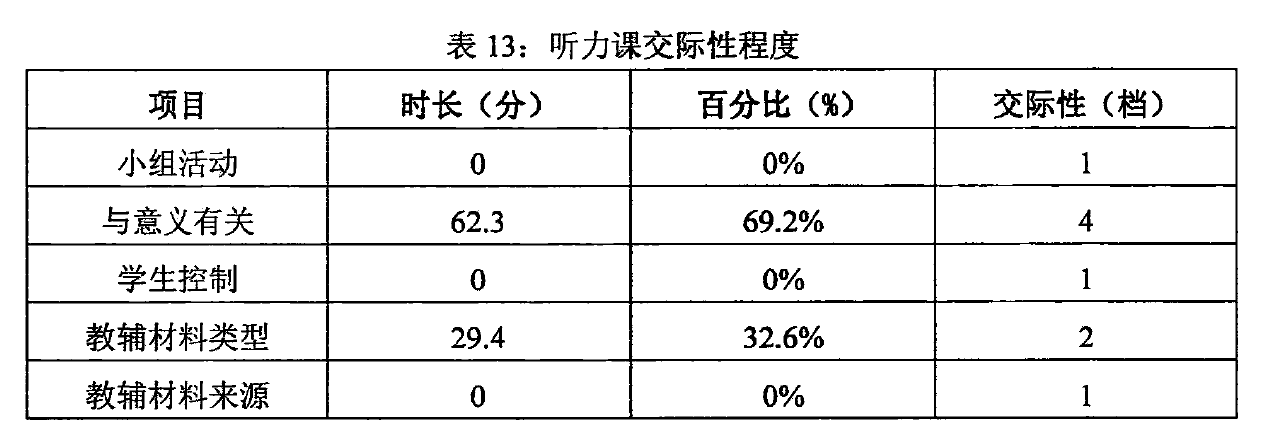 表 13：听力课交际性程度
项目 时长（分） 百分比（%） 交际性（档）
小组活动 0 0% 1
与意义有关 62.3 69.2% 4
学生控制 0 0% 1
教辅材料类型 29.4 32.6% 2
教辅材料来源 0 0% 1